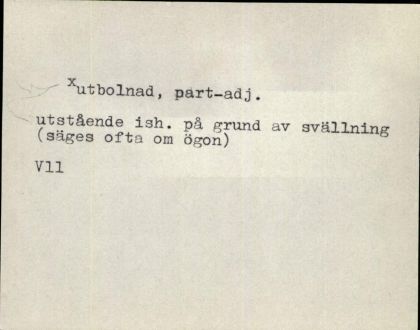 xutbolnad, part-adj.
utstående ish. på grund av svällning
(säges ofta om ögon)
Vll